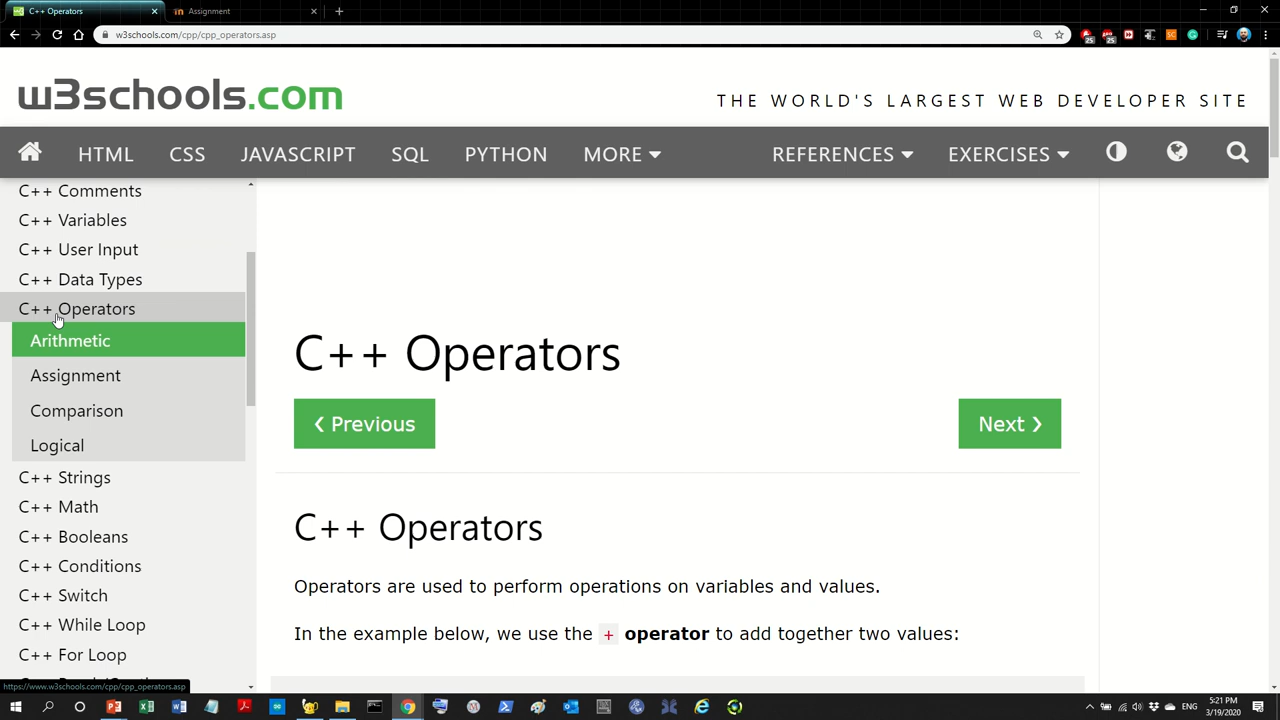 C++ Operators
Assignment
w3schools.com/cpp/cpp_operators.asp
25
25
w3schools.com
THE WORLD'S LARGEST WEB DEVELOPER SITE
HTML CSS JAVASCRIPT SQL PYTHON MORE REFERENCES EXERCISES
C++ Comments
C++ Variables
C++ User Input
C++ Data Types
C++ Operators
Arithmetic
Assignment
Comparison
Logical
C++ Strings
C++ Math
C++ Booleans
C++ Conditions
C++ Switch
C++ While Loop
C++ For Loop
https://www.w3schools.com/cpp/cpp_operators.asp
C++ Operators
❮ Previous
Next ❯
C++ Operators
Operators are used to perform operations on variables and values.
In the example below, we use the + operator to add together two values:
5:21 PM
3/19/2020